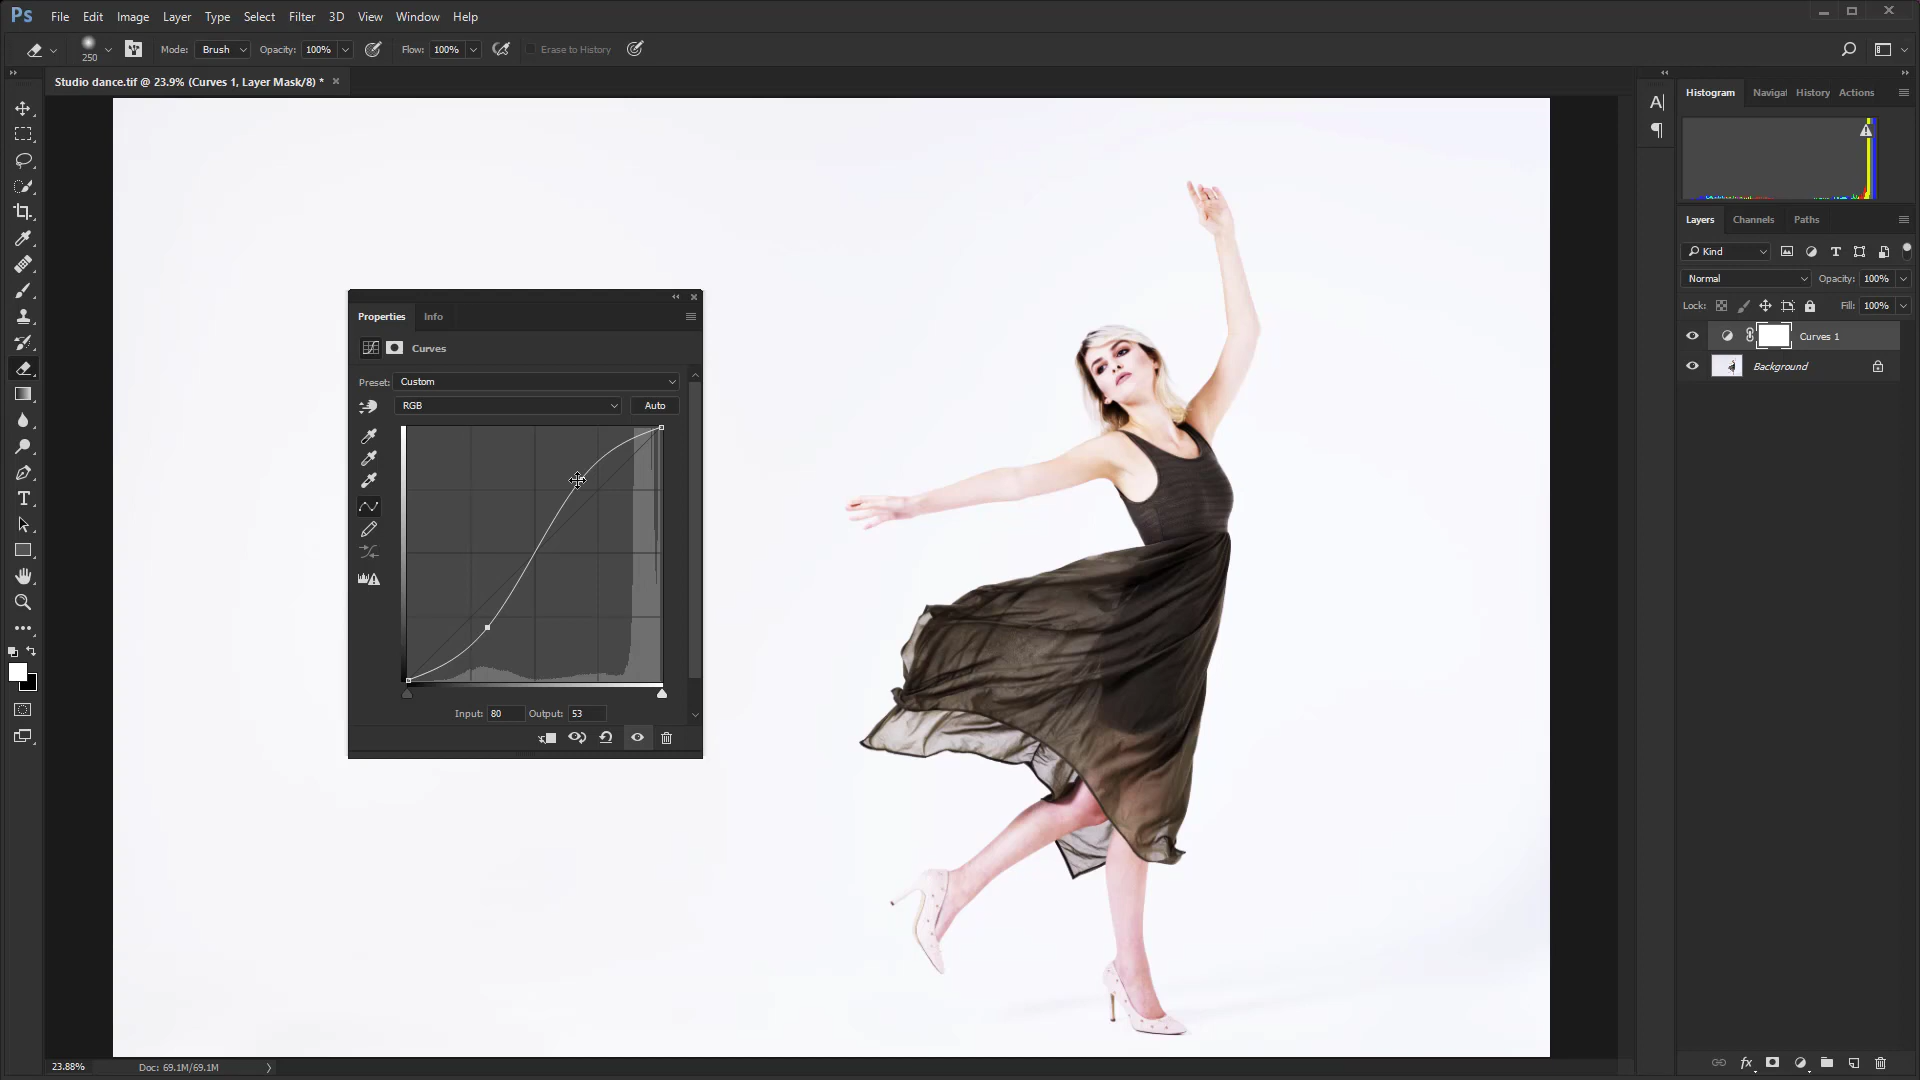 Ps File Edit Image Layer Type Select Filter 3D View Window Help
250 Mode: Brush Opacity: 100% Flow: 100% Erase to History
Studio dance.tif @ 23.9% (Curves 1, Layer Mask/8) *
Histogram Navigat History Actions
Layers Channels Paths
Kind
Normal Opacity: 100%
Lock: Fill: 100%
Curves 1
Background
Properties Info
Curves
Preset: Custom
RGB Auto
Input: 80 Output: 53
23.88% Doc: 69.1M/69.1M